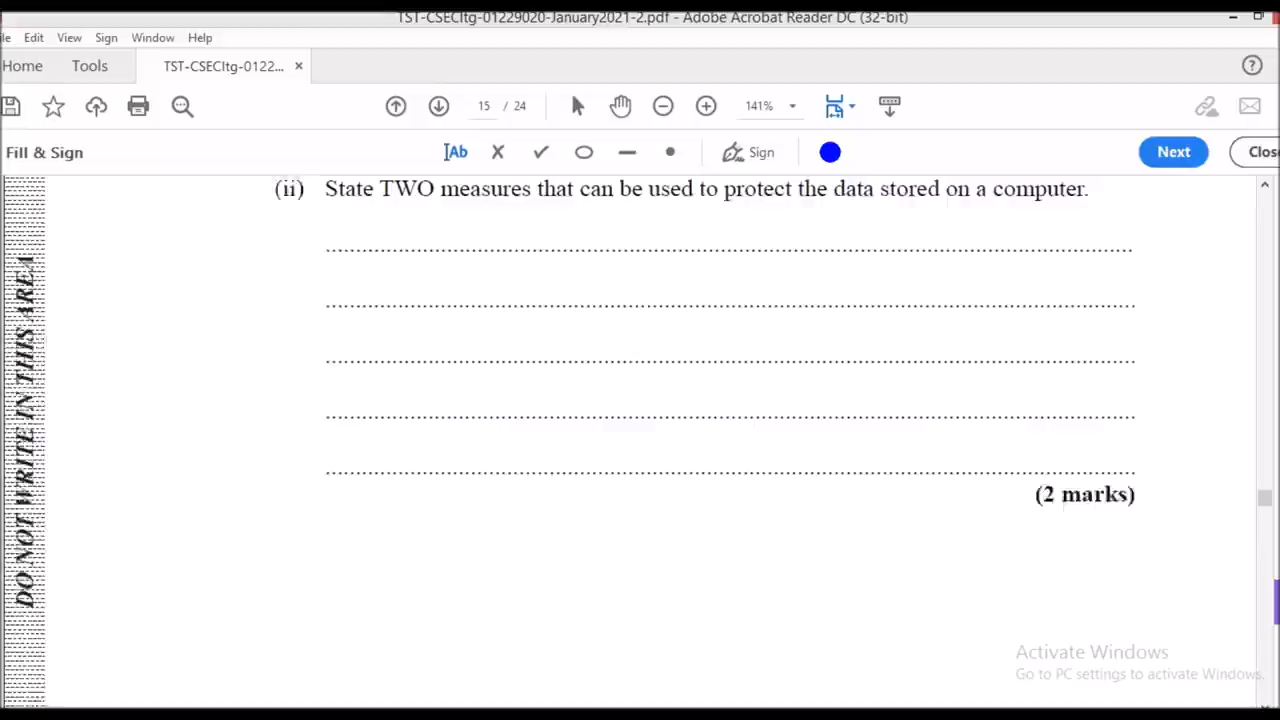 TST-CSECItg-01229020-January2021-2.pdf - Adobe Acrobat Reader DC (32-bit)
le Edit View Sign Window Help
Home Tools TST-CSECItg-0122... ×
15 / 24 141%
Fill & Sign Ab Sign Next Close
(ii) State TWO measures that can be used to protect the data stored on a computer.
(2 marks)
DO NOT WRITE IN THIS AREA
Activate Windows
Go to PC settings to activate Windows.